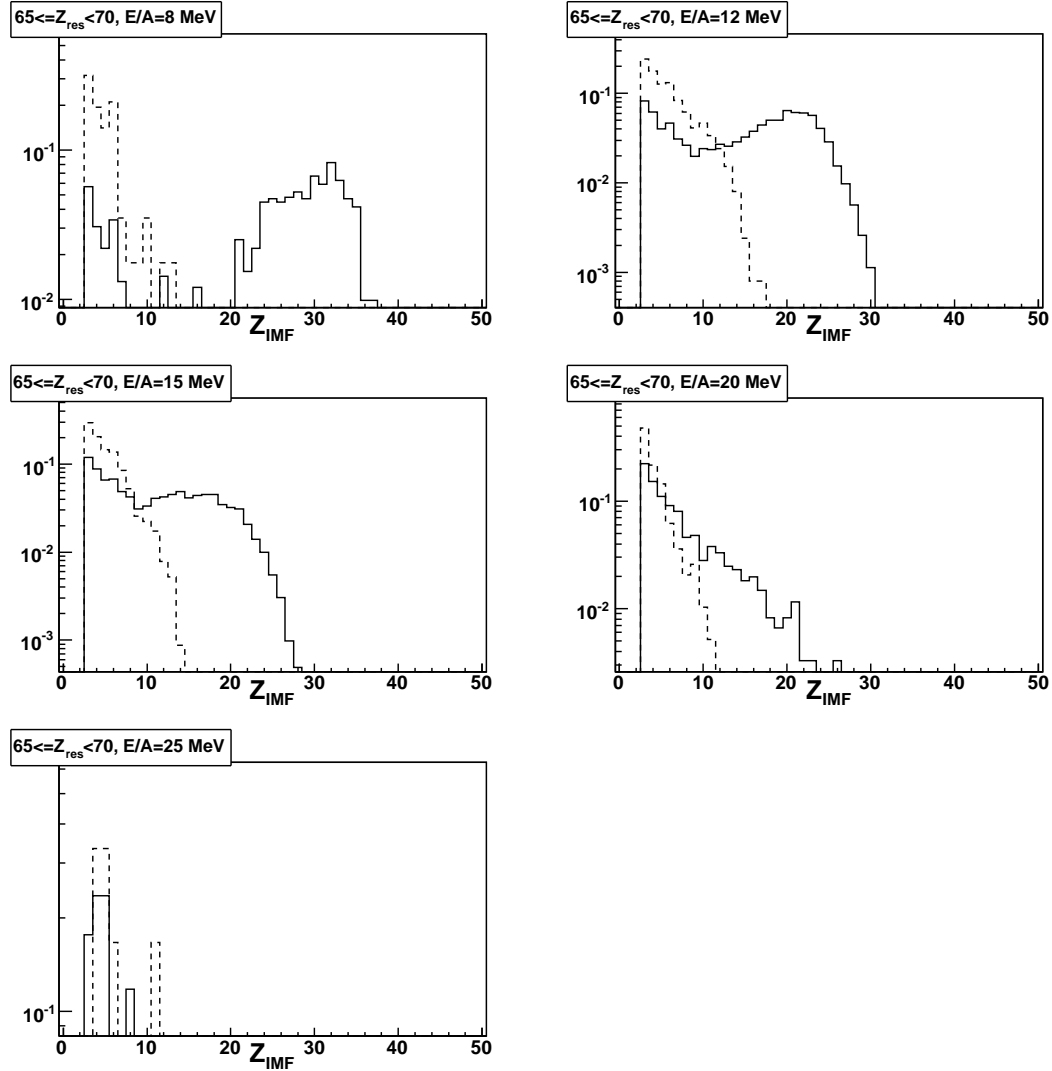 65<=Z_res<70, E/A=8 MeV
10^-1
10^-2
0 10 20 30 40 50
Z_IMF
65<=Z_res<70, E/A=12 MeV
10^-1
10^-2
10^-3
0 10 20 30 40 50
Z_IMF
65<=Z_res<70, E/A=15 MeV
10^-1
10^-2
10^-3
0 10 20 30 40 50
Z_IMF
65<=Z_res<70, E/A=20 MeV
10^-1
10^-2
0 10 20 30 40 50
Z_IMF
65<=Z_res<70, E/A=25 MeV
10^-1
0 10 20 30 40 50
Z_IMF